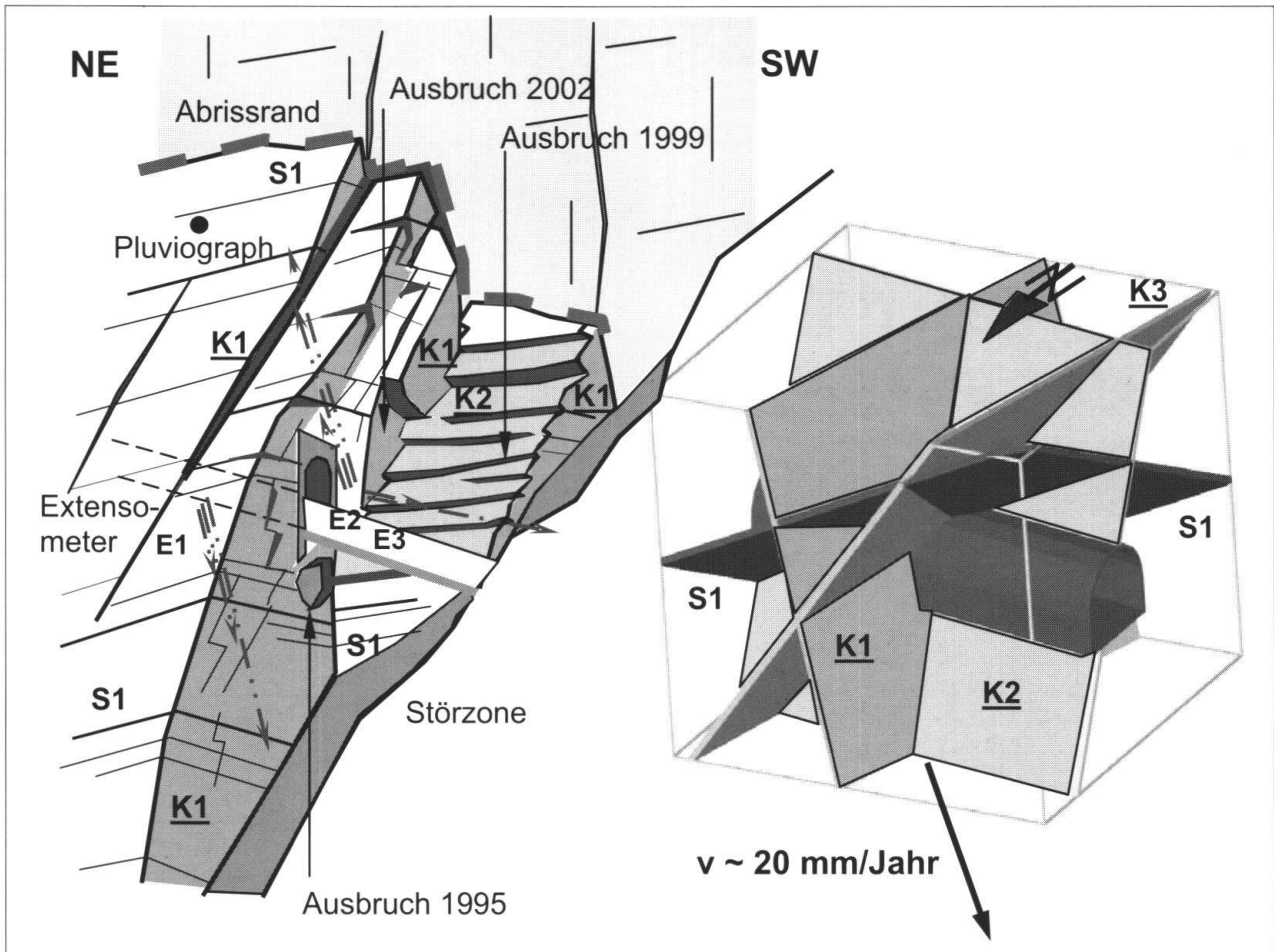 NE
SW
Ausbruch 2002
Abrissrand
Ausbruch 1999
S1
Pluviograph
K1
K1
K2
K1
Extenso-
meter
E1
E2
E3
S1
S1
Störzone
K1
Ausbruch 1995
K3
S1
S1
K1
K2
v ~ 20 mm/Jahr